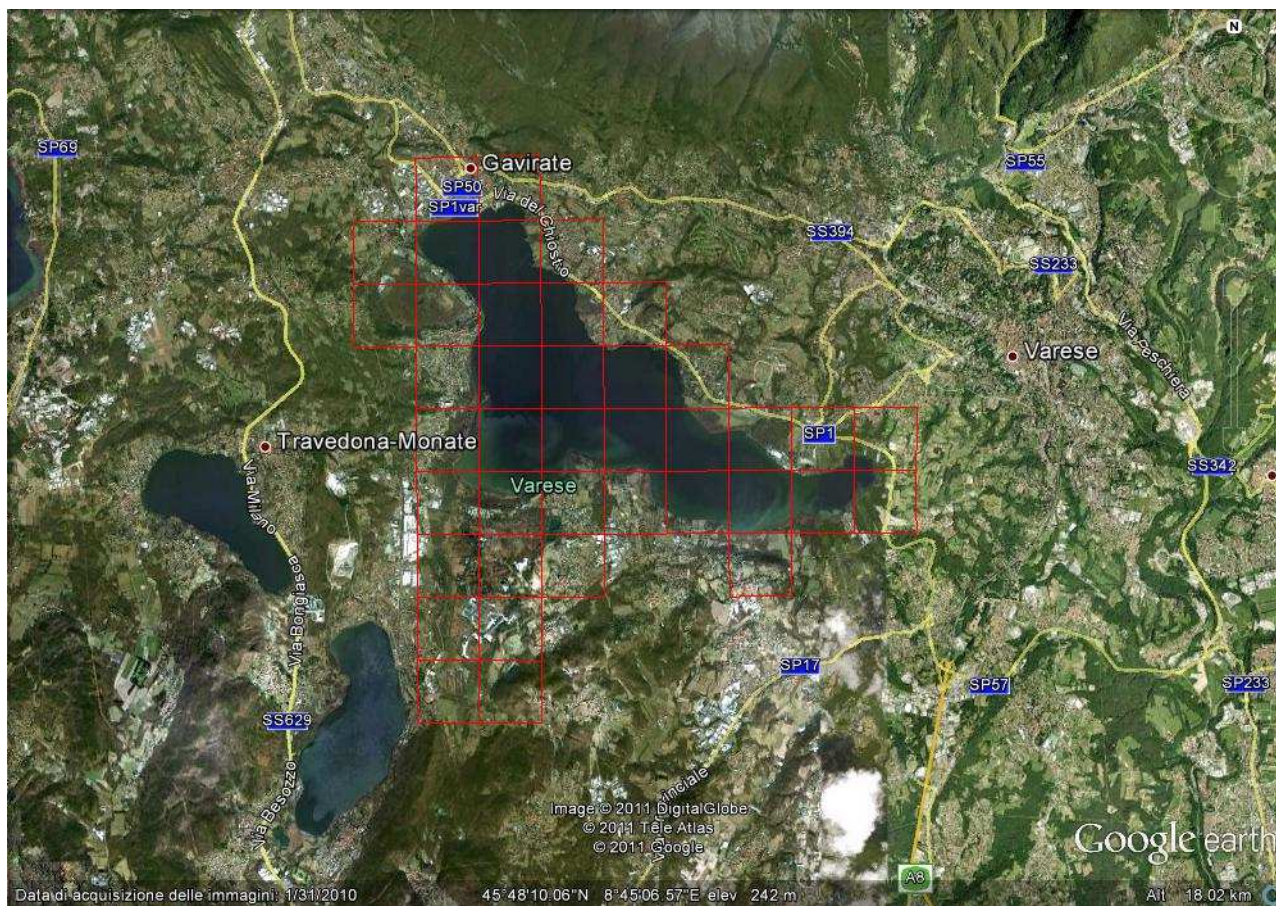 N
SP69
Gavirate
SP55
SP50
SP1var
Via del Chiostro
SS394
SS233
Via Peschiera
Varese
SP1
Travedona-Monate
SS342
Varese
Via Milano
Via Bongiasca
SP17
SP57
SP233
SS629
Via Besozzo
Image © 2011 DigitalGlobe
© 2011 Tele Atlas
© 2011 Google
Google earth
A8
Data di acquisizione delle immagini: 1/31/2010
45°48'10.06"N 8°45'06.57"E elev 242 m
Alt 18.02 km